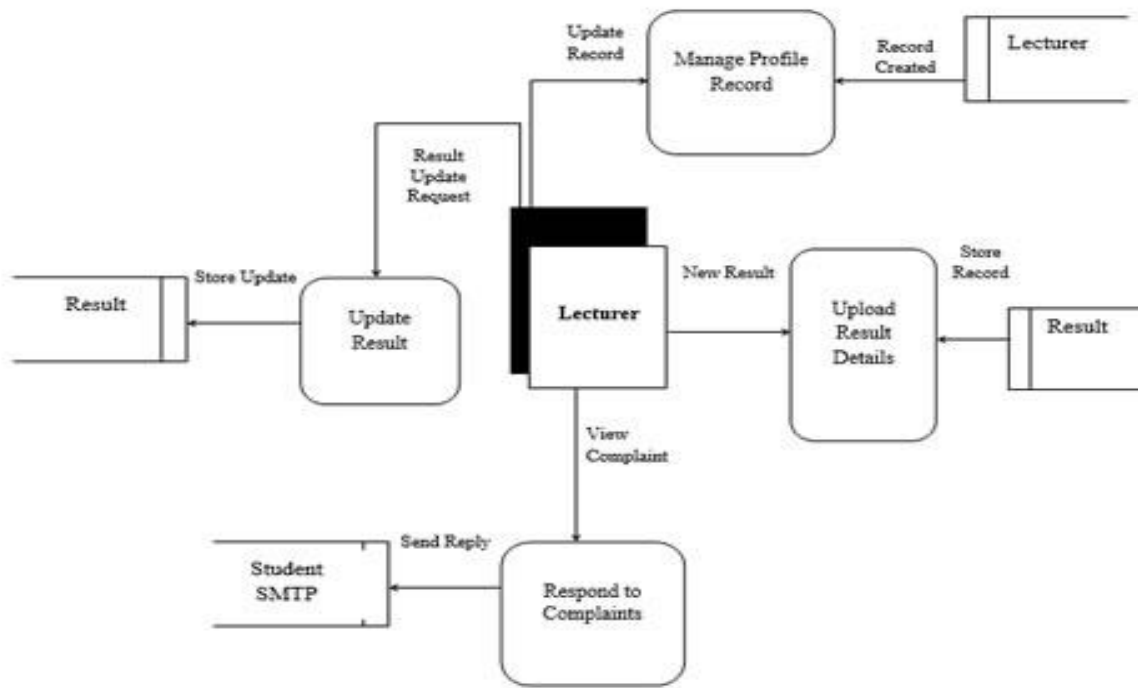 Update
Record
Manage Profile
Record
Record
Created
Lecturer
Result
Update
Request
Store Update
Result
Update
Result
Lecturer
New Result
Upload
Result
Details
Store
Record
Result
View
Complaint
Send Reply
Student
SMTP
Respond to
Complaints